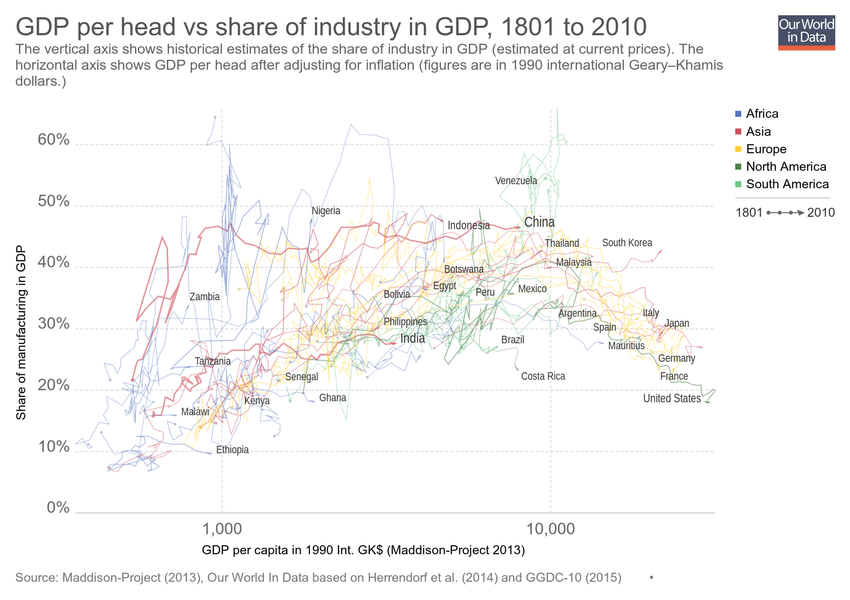 GDP per head vs share of industry in GDP, 1801 to 2010
Our World
in Data
The vertical axis shows historical estimates of the share of industry in GDP (estimated at current prices). The
horizontal axis shows GDP per head after adjusting for inflation (figures are in 1990 international Geary–Khamis
dollars.)
Africa
Asia
Europe
North America
South America
1801
2010
60%
50%
40%
30%
20%
10%
0%
Share of manufacturing in GDP
Venezuela
Nigeria
Indonesia
China
Thailand
South Korea
Malaysia
Botswana
Egypt
Peru
Mexico
Zambia
Bolivia
Argentina
Italy
Philippines
Spain
Japan
India
Brazil
Mauritius
Tanzania
Germany
Senegal
Costa Rica
France
Kenya
Ghana
United States
Malawi
Ethiopia
1,000
10,000
GDP per capita in 1990 Int. GK$ (Maddison-Project 2013)
Source: Maddison-Project (2013), Our World In Data based on Herrendorf et al. (2014) and GGDC-10 (2015) •